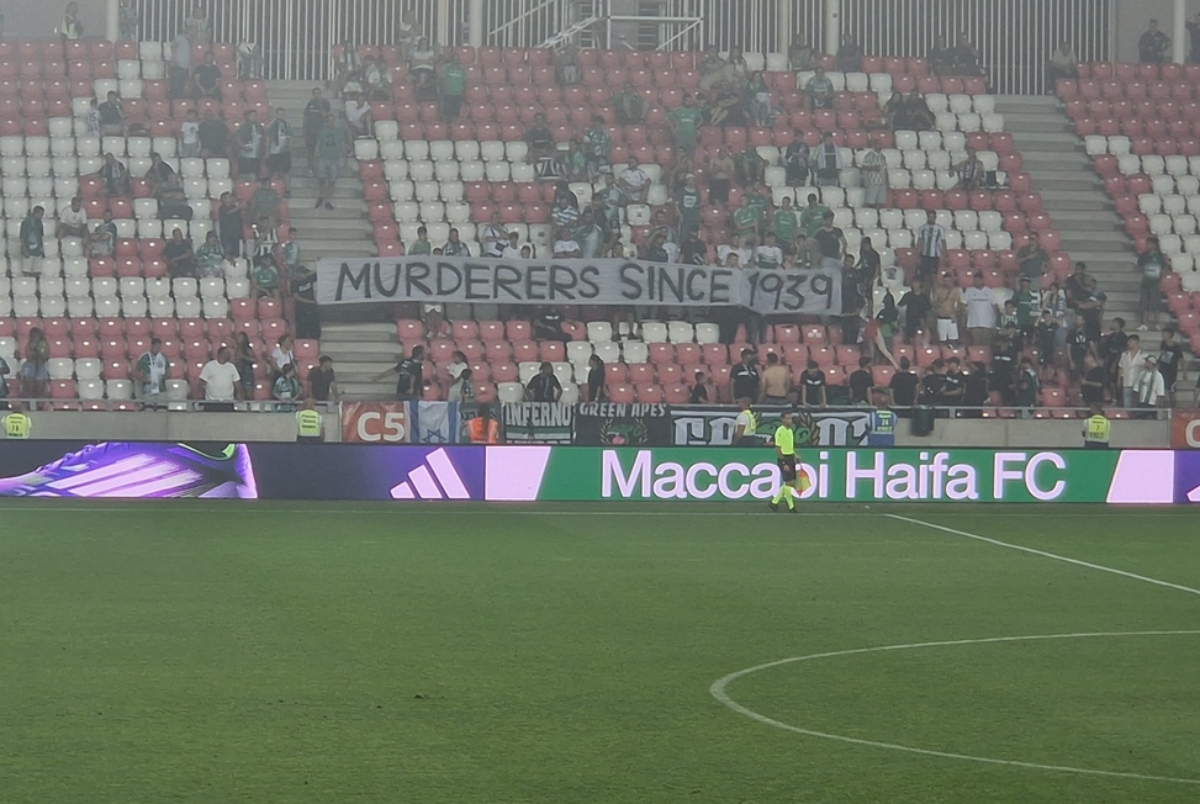 MURDERERS SINCE 1939
C5
INFERNO
GREEN APES
Maccabi Haifa FC